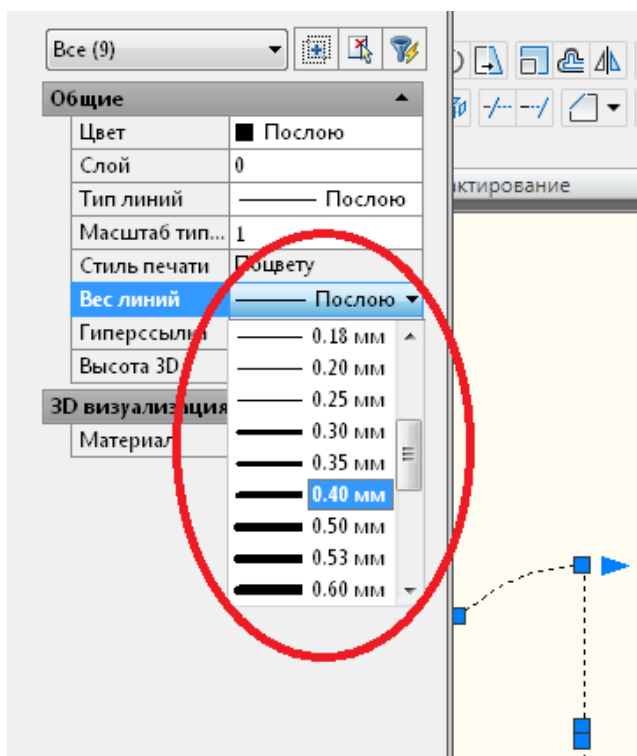 Все (9)
Общие
Цвет Послою
Слой 0
Тип линий Послою
Масштаб тип... 1
Стиль печати Поцвету
Вес линий Послою
Гиперссылка 0.18 мм
0.20 мм
Высота 3D
0.25 мм
3D визуализация
0.30 мм
Материал
0.35 мм
0.40 мм
0.50 мм
0.53 мм
0.60 мм